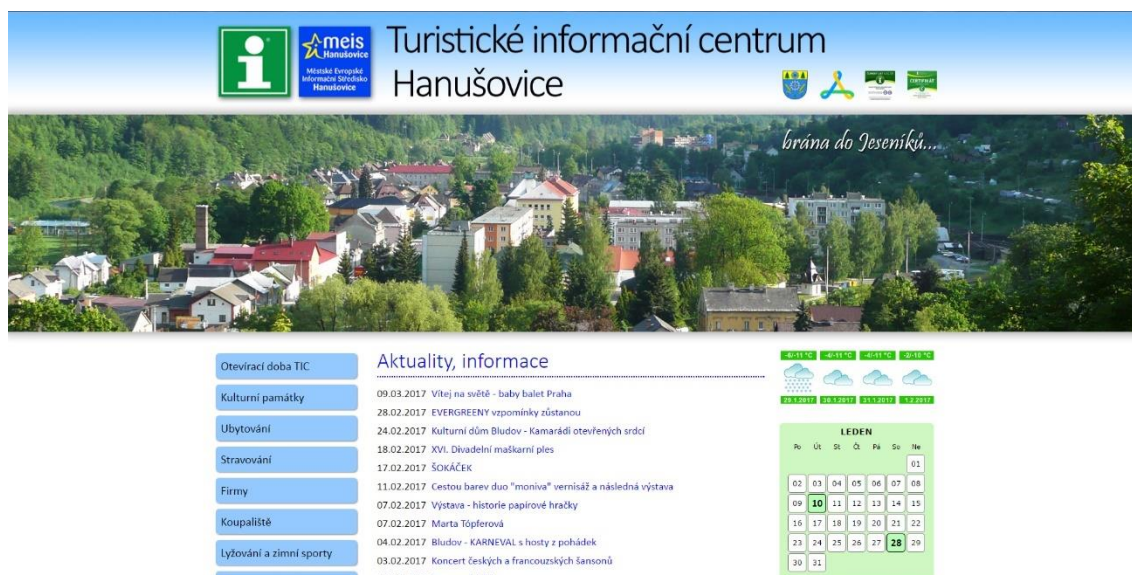 Turistické informační centrum
Hanušovice
meis
Hanušovice
Městské Evropské
Informační Středisko
Hanušovice
CERTIFIKÁT
brána do Jeseníků...
Otevírací doba TIC
Kulturní památky
Ubytování
Stravování
Firmy
Koupaliště
Lyžování a zimní sporty
Aktuality, informace
09.03.2017 Vítej na světě - baby balet Praha
28.02.2017 EVERGREENY vzpomínky zůstanou
24.02.2017 Kulturní dům Bludov - Kamarádi otevřených srdcí
18.02.2017 XVI. Divadelní maškarní ples
17.02.2017 ŠOKÁČEK
11.02.2017 Cestou barev duo "moniva" vernisáž a následná výstava
07.02.2017 Výstava - historie papírové hračky
07.02.2017 Marta Töpferová
04.02.2017 Bludov - KARNEVAL s hosty z pohádek
03.02.2017 Koncert českých a francouzských šansonů
-6/-11 °C -4/-11 °C -4/-11 °C -2/-10 °C
29.1.2017 30.1.2017 31.1.2017 1.2.2017
LEDEN
Po Út St Čt Pá So Ne
01
02 03 04 05 06 07 08
09 10 11 12 13 14 15
16 17 18 19 20 21 22
23 24 25 26 27 28 29
30 31